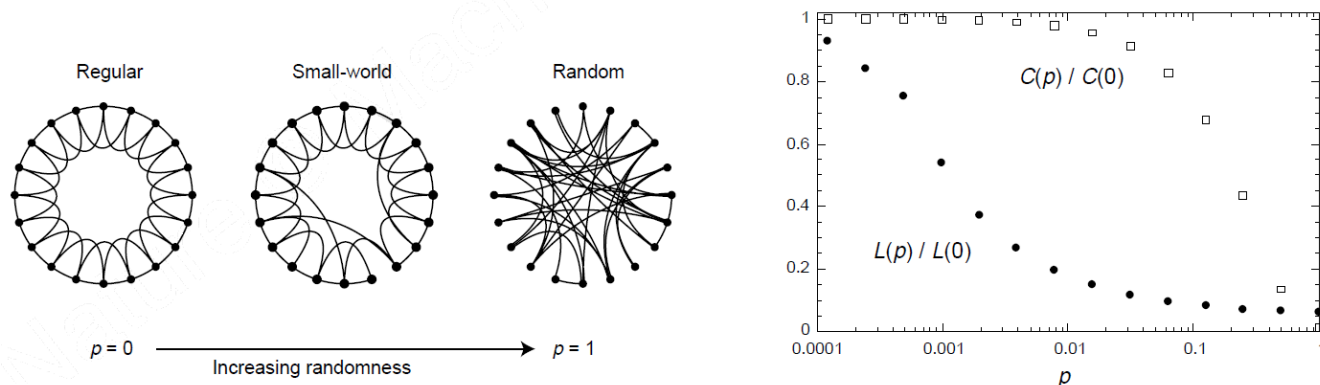 Regular
Small-world
Random
p = 0
Increasing randomness
p = 1
1
0.8
0.6
0.4
0.2
0
C(p) / C(0)
L(p) / L(0)
0.0001
0.001
0.01
0.1
1
p